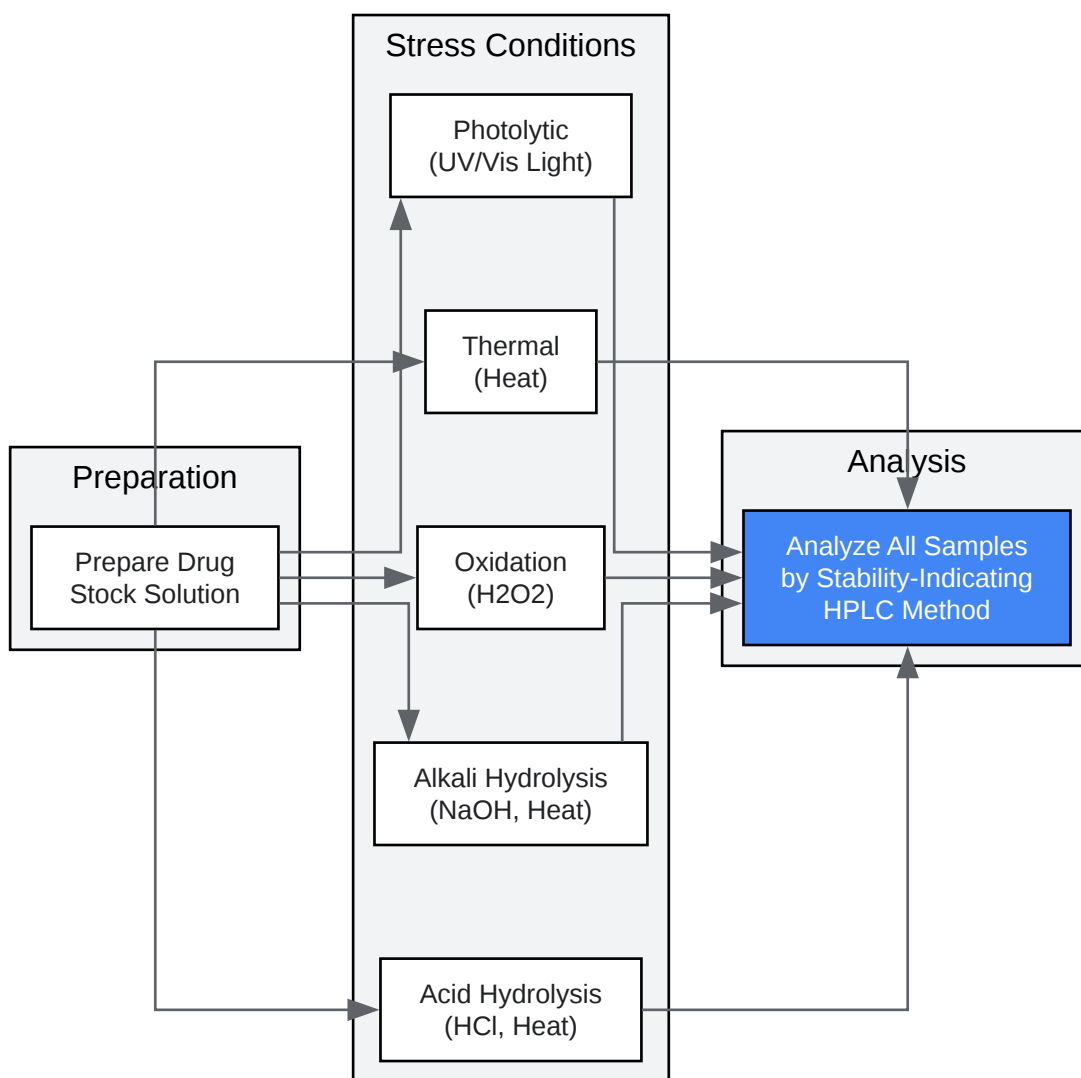 Stress Conditions
Photolytic
(UV/Vis Light)
Thermal
(Heat)
Preparation
Prepare Drug
Stock Solution
Oxidation
(H2O2)
Analysis
Analyze All Samples
by Stability-Indicating
HPLC Method
Alkali Hydrolysis
(NaOH, Heat)
Acid Hydrolysis
(HCl, Heat)